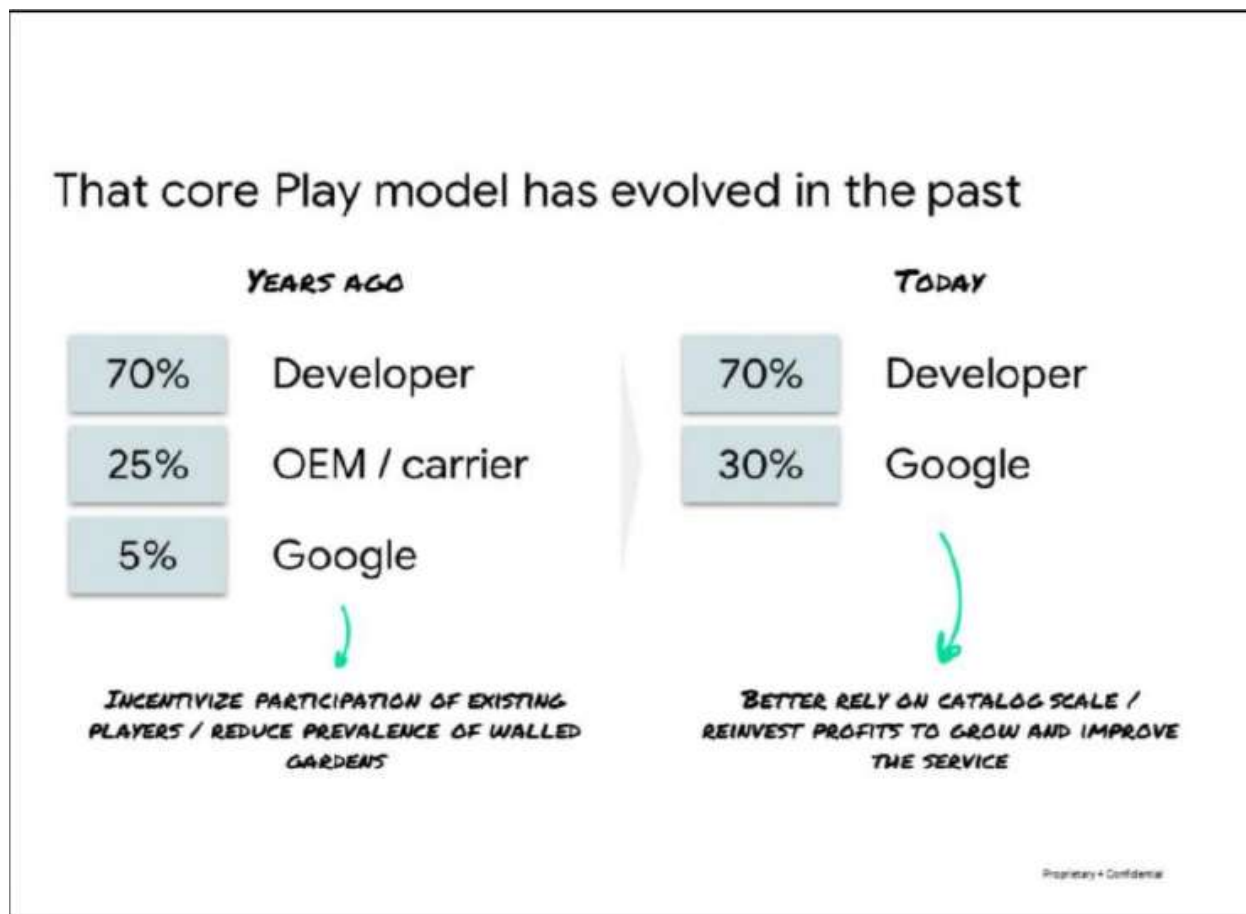 That core Play model has evolved in the past
YEARS AGO
70% Developer
25% OEM / carrier
5% Google
INCENTIVIZE PARTICIPATION OF EXISTING
PLAYERS / REDUCE PREVALENCE OF WALLED
GARDENS
TODAY
70% Developer
30% Google
BETTER RELY ON CATALOG SCALE /
REINVEST PROFITS TO GROW AND IMPROVE
THE SERVICE
Proprietary + Confidential